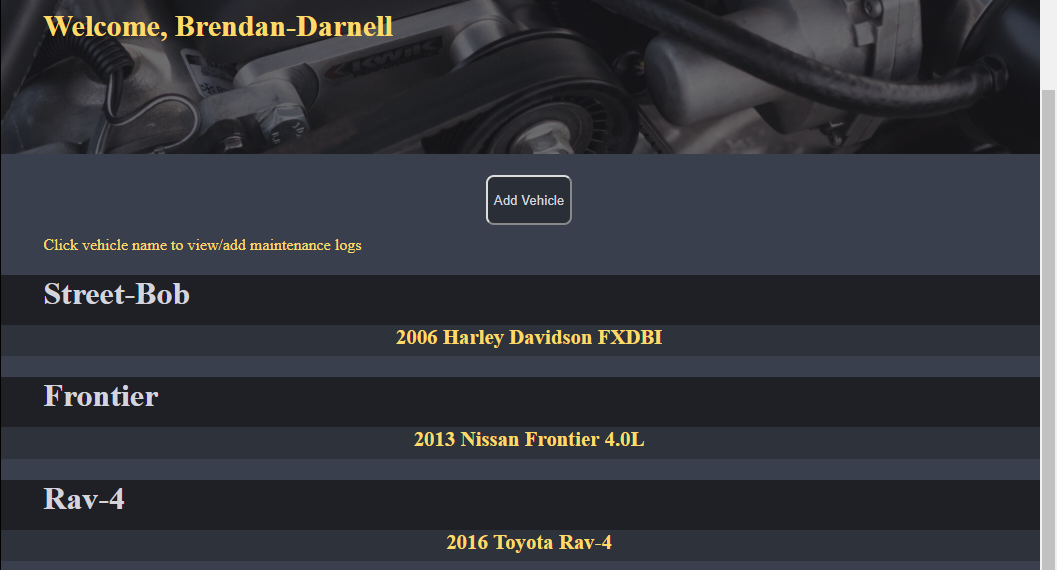 Welcome, Brendan-Darnell
KWIK
Add Vehicle
Click vehicle name to view/add maintenance logs
Street-Bob
2006 Harley Davidson FXDBI
Frontier
2013 Nissan Frontier 4.0L
Rav-4
2016 Toyota Rav-4